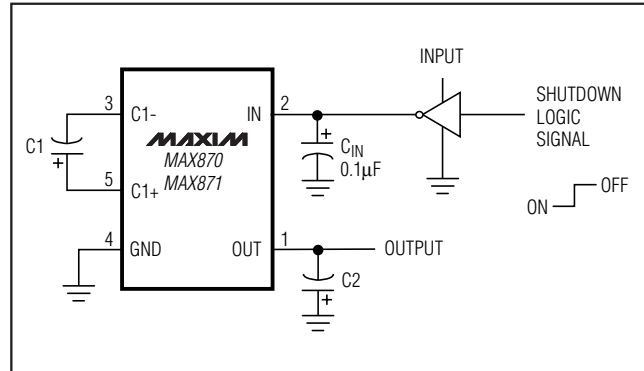 INPUT
3
C1-
IN
2
SHUTDOWN
LOGIC
SIGNAL
C1
+
MAXIM
MAX870
MAX871
+
CIN
0.1µF
5
C1+
ON
OFF
4
GND
OUT
1
OUTPUT
C2
+